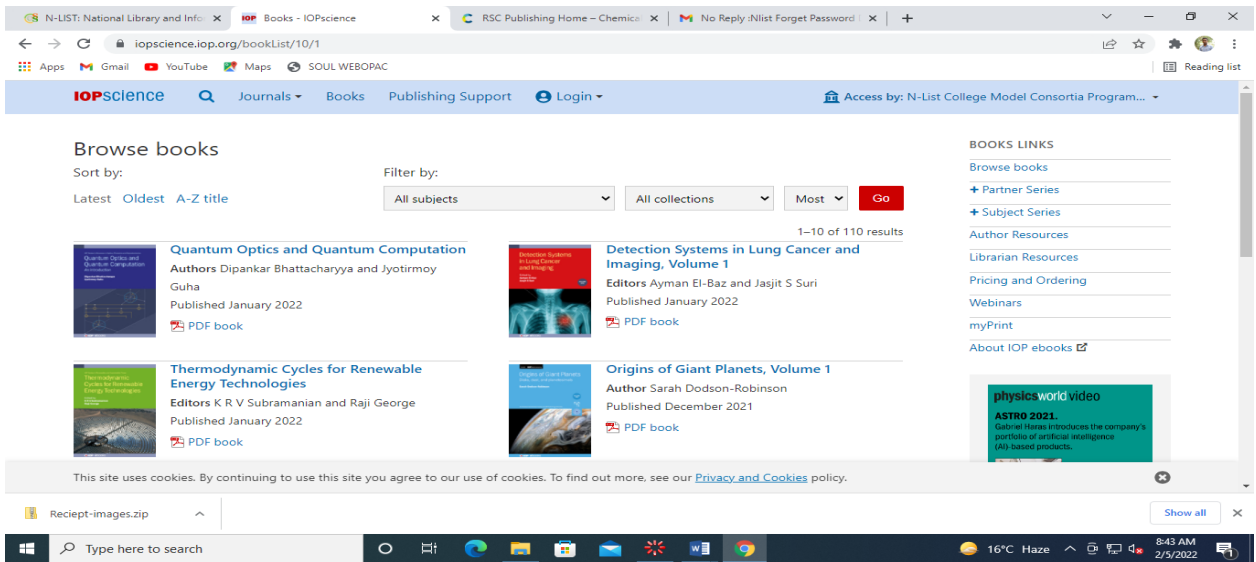 N-LIST: National Library and Info
Books - IOPscience
RSC Publishing Home – Chemica
No Reply :Nlist Forget Password
iopscience.iop.org/bookList/10/1
Apps Gmail YouTube Maps SOUL WEBOPAC Reading list
IOPSCIENCE Journals Books Publishing Support Login Access by: N-List College Model Consortia Program...
Browse books
Sort by:
Latest Oldest A-Z title
Filter by:
All subjects All collections Most Go
1–10 of 110 results
Quantum Optics and Quantum Computation
Authors Dipankar Bhattacharyya and Jyotirmoy
Guha
Published January 2022
PDF book
Detection Systems in Lung Cancer and
Imaging, Volume 1
Editors Ayman El-Baz and Jasjit S Suri
Published January 2022
PDF book
Thermodynamic Cycles for Renewable
Energy Technologies
Editors K R V Subramanian and Raji
George
Published January 2022
PDF book
Origins of Giant Planets, Volume 1
Author Sarah Dodson-Robinson
Published December 2021
PDF book
BOOKS LINKS
Browse books
+ Partner Series
+ Subject Series
Author Resources
Librarian Resources
Pricing and Ordering
Webinars
myPrint
About IOP ebooks
physicsworld video
ASTRO 2021.
Gabriel Haras introduces the company's
portfolio of artificial intelligence
(AI)-based products.
This site uses cookies. By continuing to use this site you agree to our use of cookies. To find out more, see our Privacy and Cookies policy.
Reciept-images.zip
Show all
Type here to search
16°C Haze
8:43 AM
2/5/2022